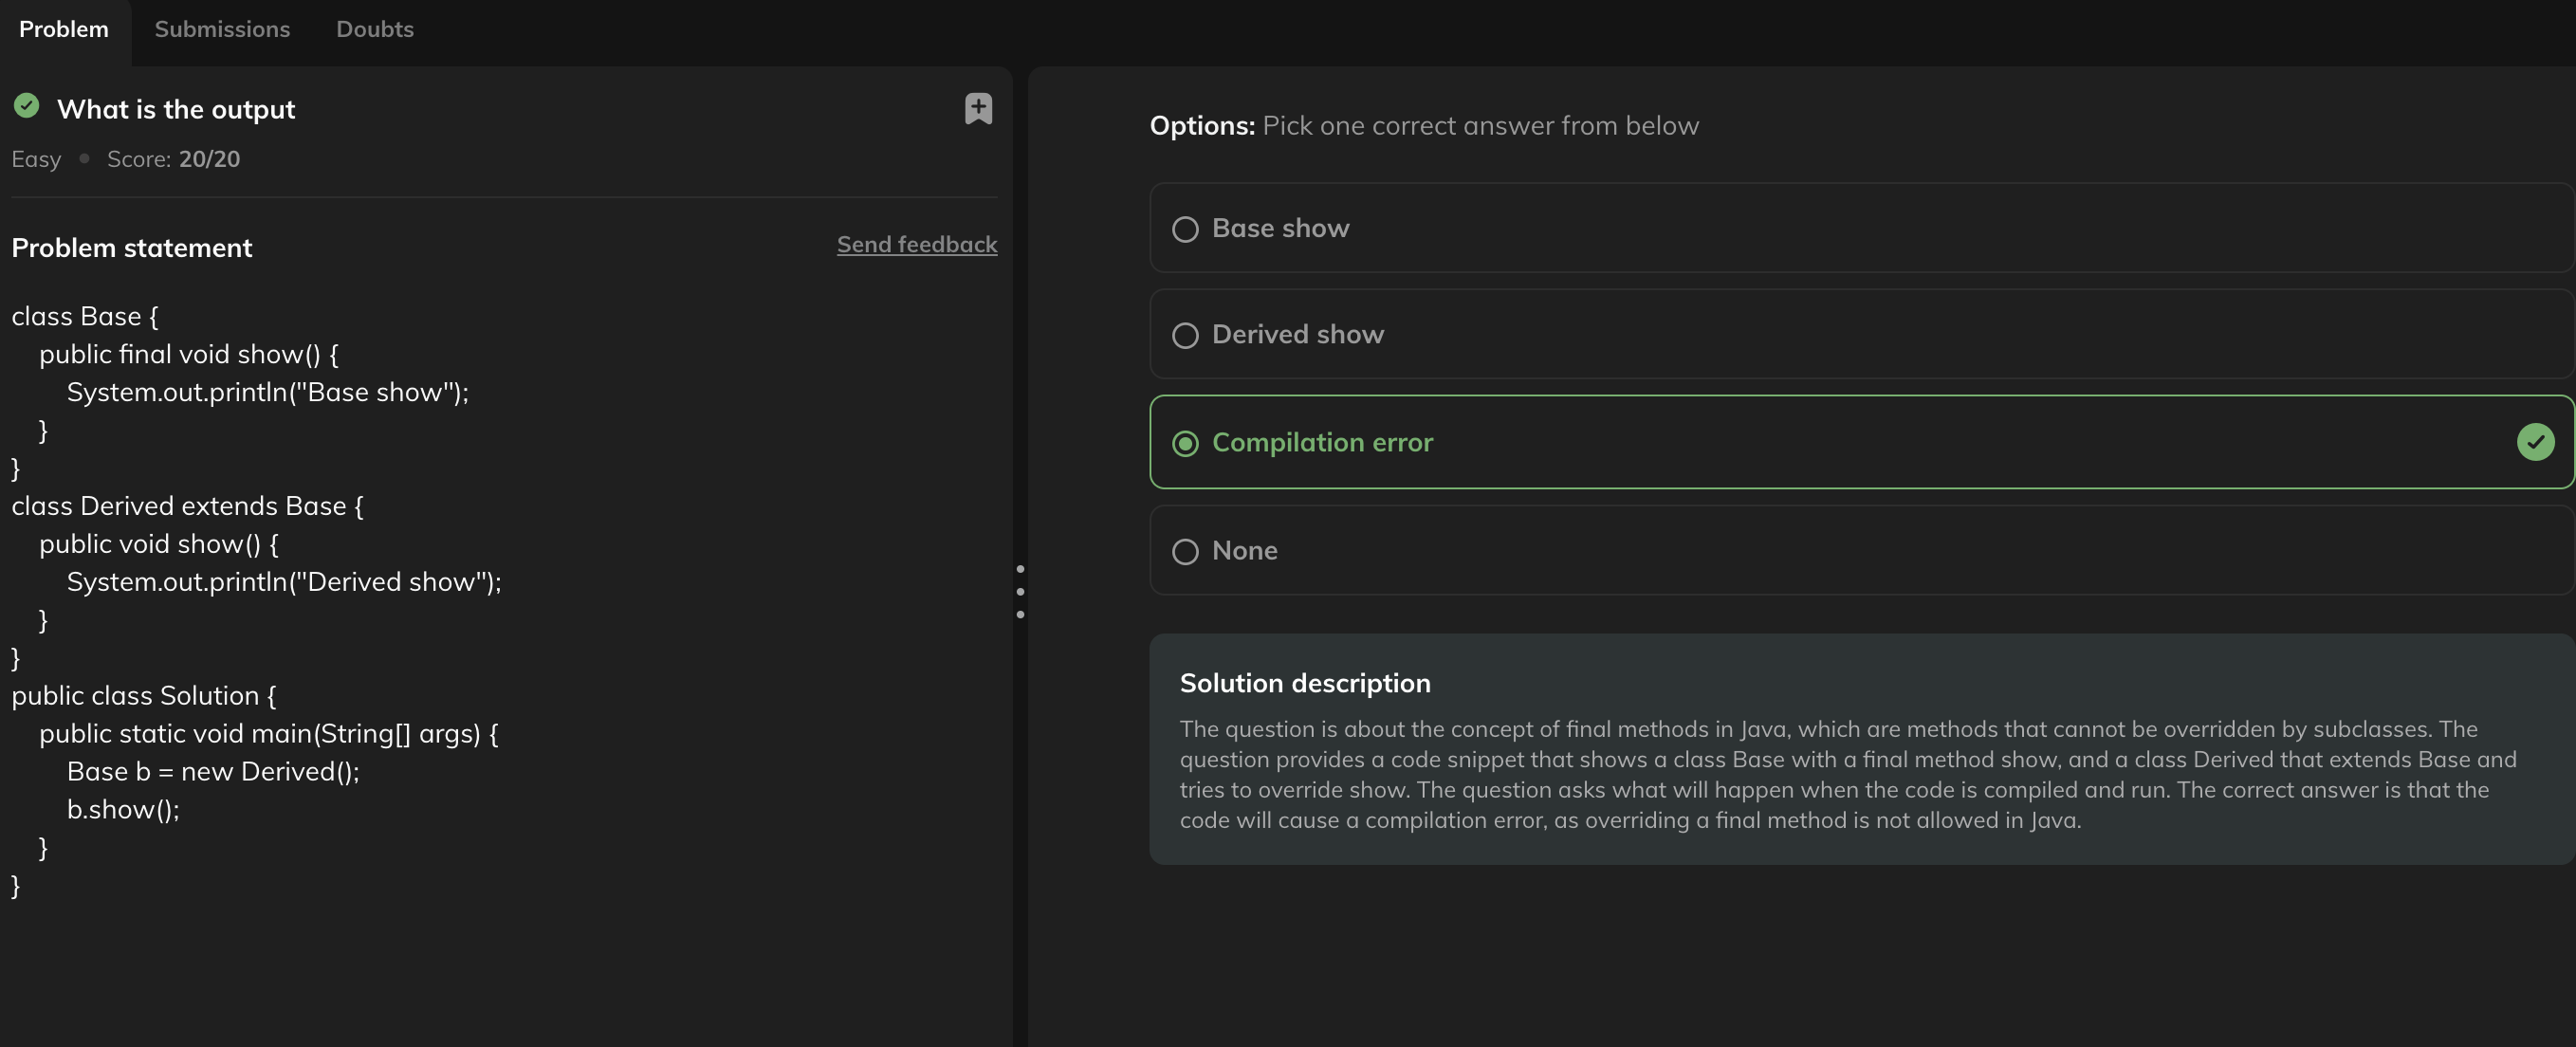 Problem Submissions Doubts
What is the output
Easy Score: 20/20
Problem statement Send feedback
class Base {
public final void show() {
System.out.println("Base show");
}
}
class Derived extends Base {
public void show() {
System.out.println("Derived show");
}
}
public class Solution {
public static void main(String[] args) {
Base b = new Derived();
b.show();
}
}
Options: Pick one correct answer from below
Base show
Derived show
Compilation error
None
Solution description
The question is about the concept of final methods in Java, which are methods that cannot be overridden by subclasses. The
question provides a code snippet that shows a class Base with a final method show, and a class Derived that extends Base and
tries to override show. The question asks what will happen when the code is compiled and run. The correct answer is that the
code will cause a compilation error, as overriding a final method is not allowed in Java.